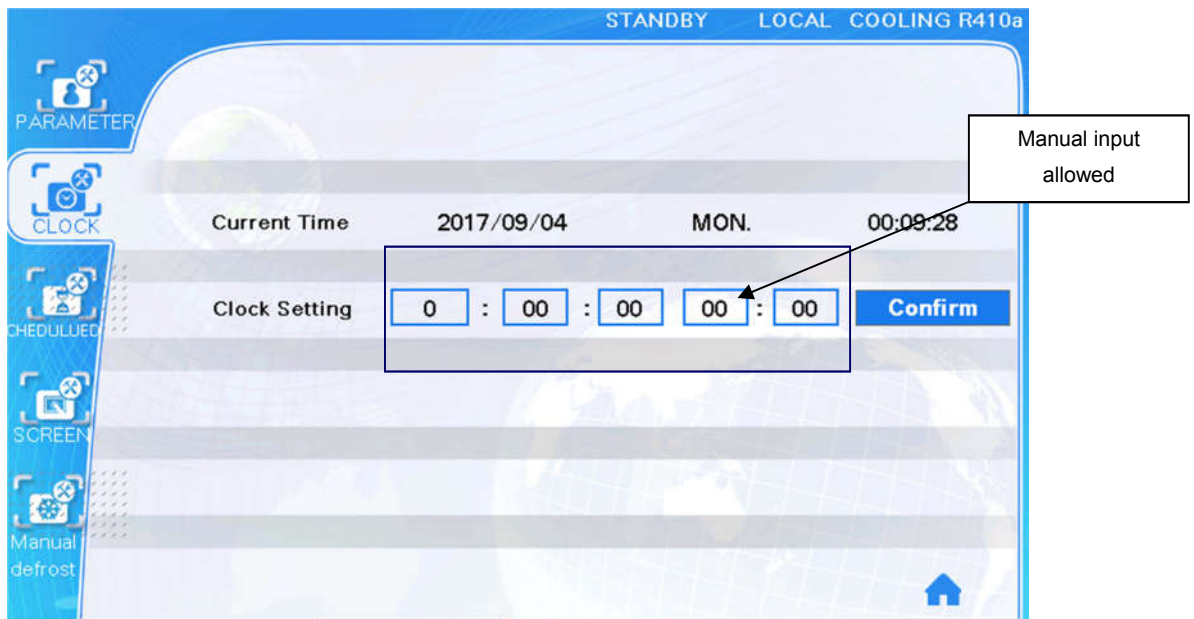 STANDBY LOCAL COOLING R410a
PARAMETER
Manual input
allowed
CLOCK
Current Time 2017/09/04 MON. 00:09:28
CHEDULUED
Clock Setting 0 : 00 : 00 00 : 00 Confirm
SCREEN
Manual
defrost